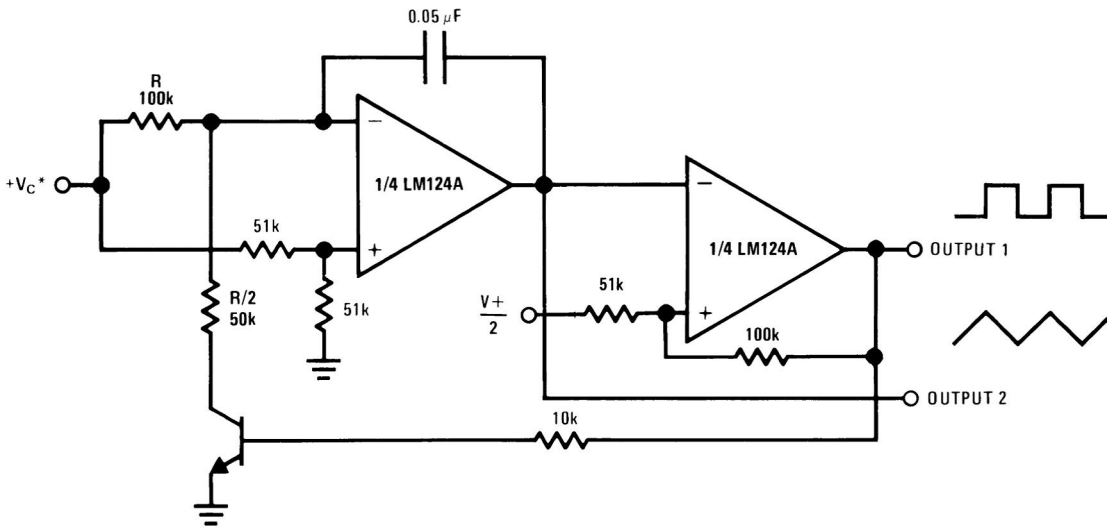 0.05 µF
R
100k
+VC*
1/4 LM124A
51k
51k
R/2
50k
1/4 LM124A
OUTPUT 1
51k
V+
2
100k
OUTPUT 2
10k